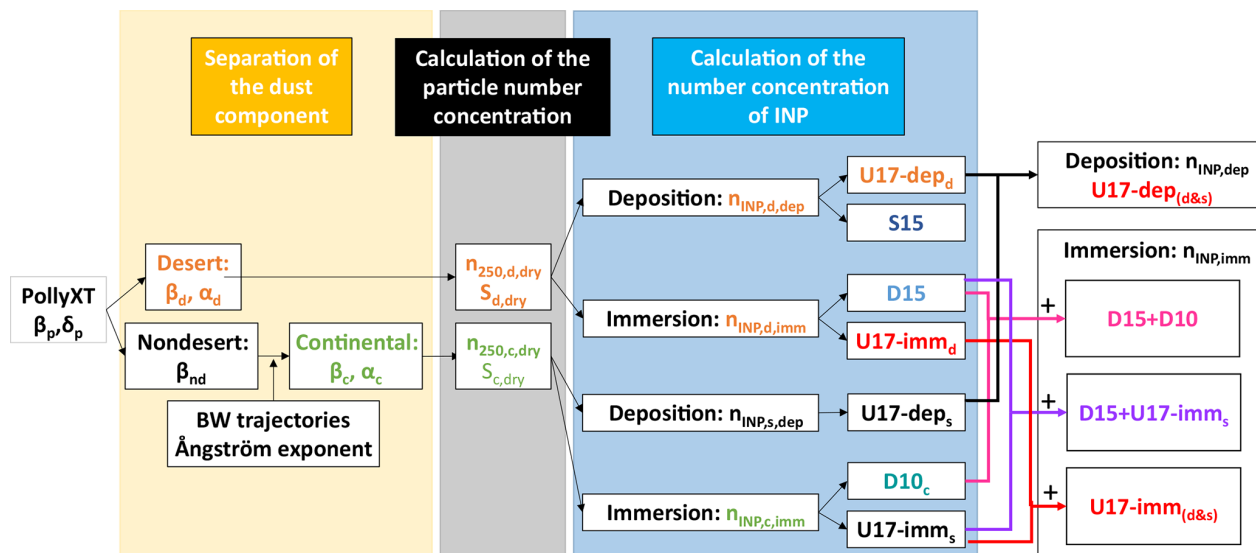 Separation of
the dust
component
Calculation of the
particle number
concentration
Calculation of the
number concentration
of INP
PollyXT
βp,δp
Desert:
βd, αd
Nondesert:
βnd
Continental:
βc, αc
BW trajectories
Ångström exponent
n250,d,dry
Sd,dry
n250,c,dry
Sc,dry
Deposition: nINP,d,dep
U17-depd
S15
Immersion: nINP,d,imm
D15
U17-immd
Deposition: nINP,s,dep
U17-deps
Immersion: nINP,c,imm
D10c
U17-imms
Deposition: nINP,dep
U17-dep(d&s)
Immersion: nINP,imm
+
D15+D10
+
D15+U17-imms
+
U17-imm(d&s)